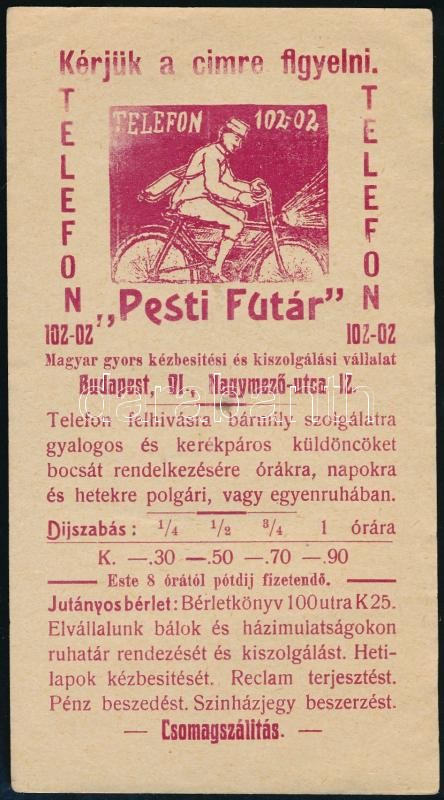 Kérjük a cimre figyelni.
TELEFON
TELEFON 102-02
TELEFON
„Pesti Futár"
102-02
102-02
Magyar gyors kézbesitési és kiszolgálási vállalat
Budapest, VI., Nagymező-utca 12.
Telefon felhivásra bármily szolgálatra
gyalogos és kerékpáros küldöncöket
bocsát rendelkezésére órákra, napokra
és hetekre polgári, vagy egyenruhában.
Dijszabás: 1/4 1/2 3/4 1 órára
K. —.30 —.50 —.70 —.90
— Este 8 órától pótdij fizetendő. —
Jutányos bérlet: Bérletkönyv 100 utra K 25.
Elvállalunk bálok és házimulatságokon
ruhatár rendezését és kiszolgálást. Heti-
lapok kézbesitését. Reclam terjesztést.
Pénz beszedést. Szinházjegy beszerzést.
— Csomagszálitás. —
darabanth